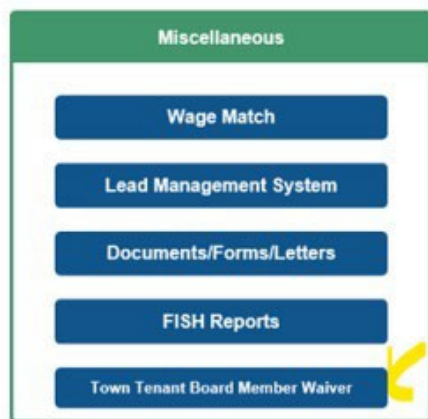 Miscellaneous
Wage Match
Lead Management System
Documents/Forms/Letters
FISH Reports
Town Tenant Board Member Waiver